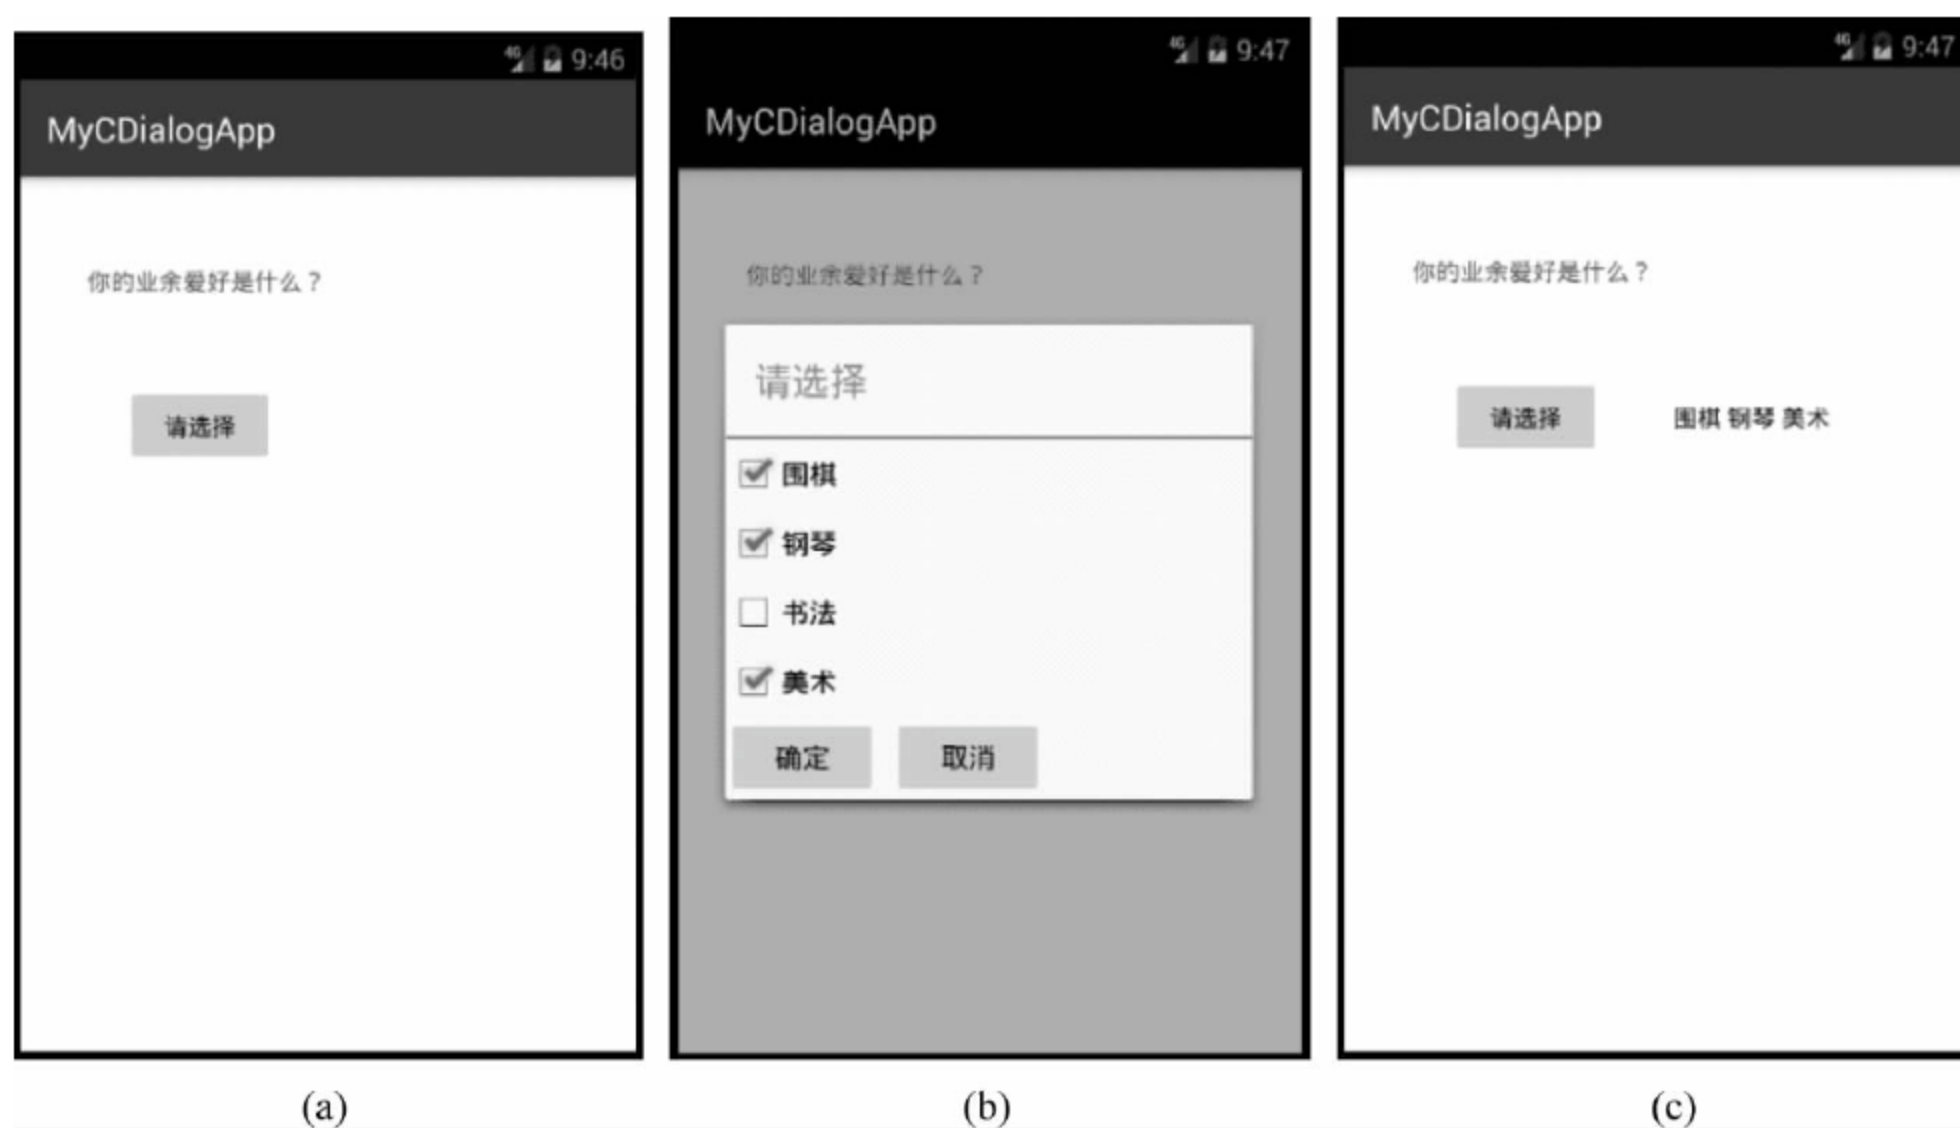 4G 9:46
MyCDialogApp
你的业余爱好是什么？
请选择
(a)
4G 9:47
MyCDialogApp
你的业余爱好是什么？
请选择
围棋
钢琴
书法
美术
确定 取消
(b)
4G 9:47
MyCDialogApp
你的业余爱好是什么？
请选择 围棋 钢琴 美术
(c)